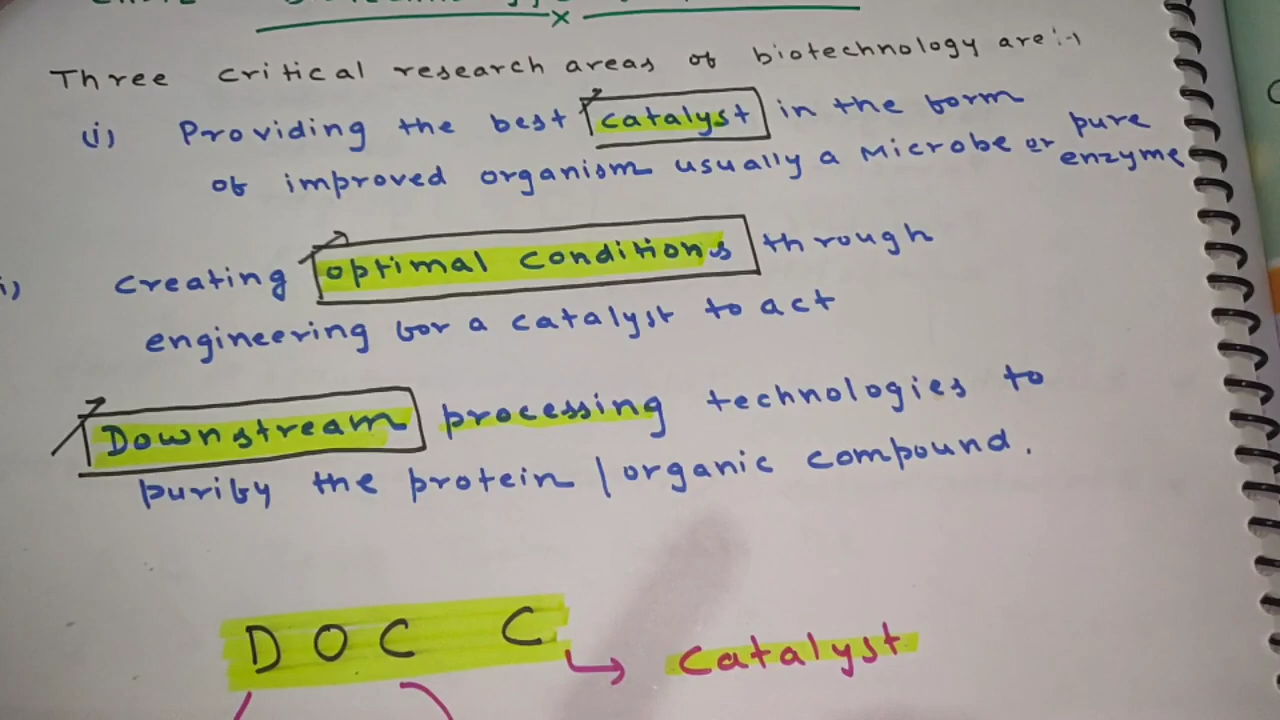 Three critical research areas of biotechnology are:-
(i) Providing the best catalyst in the form
of improved organism usually a Microbe or pure enzyme
Creating optimal conditions through
engineering for a catalyst to act
Downstream processing technologies to
purify the protein / organic compound.
DOC C → catalyst